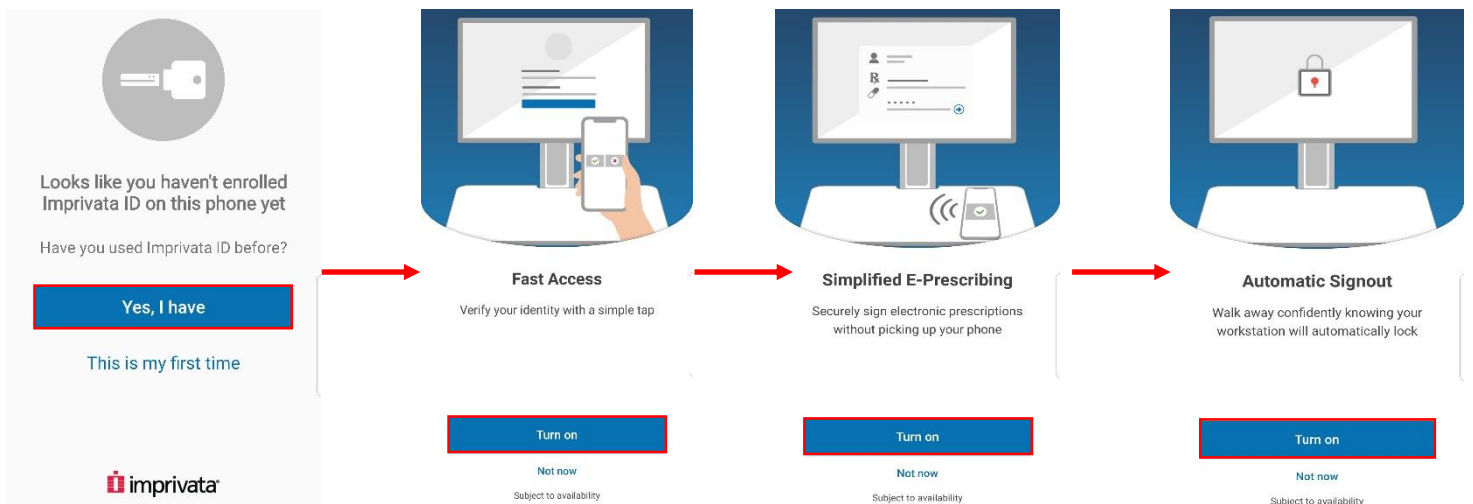 Looks like you haven't enrolled
Imprivata ID on this phone yet
Have you used Imprivata ID before?
Yes, I have
This is my first time
imprivata
Fast Access
Verify your identity with a simple tap
Turn on
Not now
Subject to availability
Rx
Simplified E-Prescribing
Securely sign electronic prescriptions
without picking up your phone
Turn on
Not now
Subject to availability
Automatic Signout
Walk away confidently knowing your
workstation will automatically lock
Turn on
Not now
Subject to availability